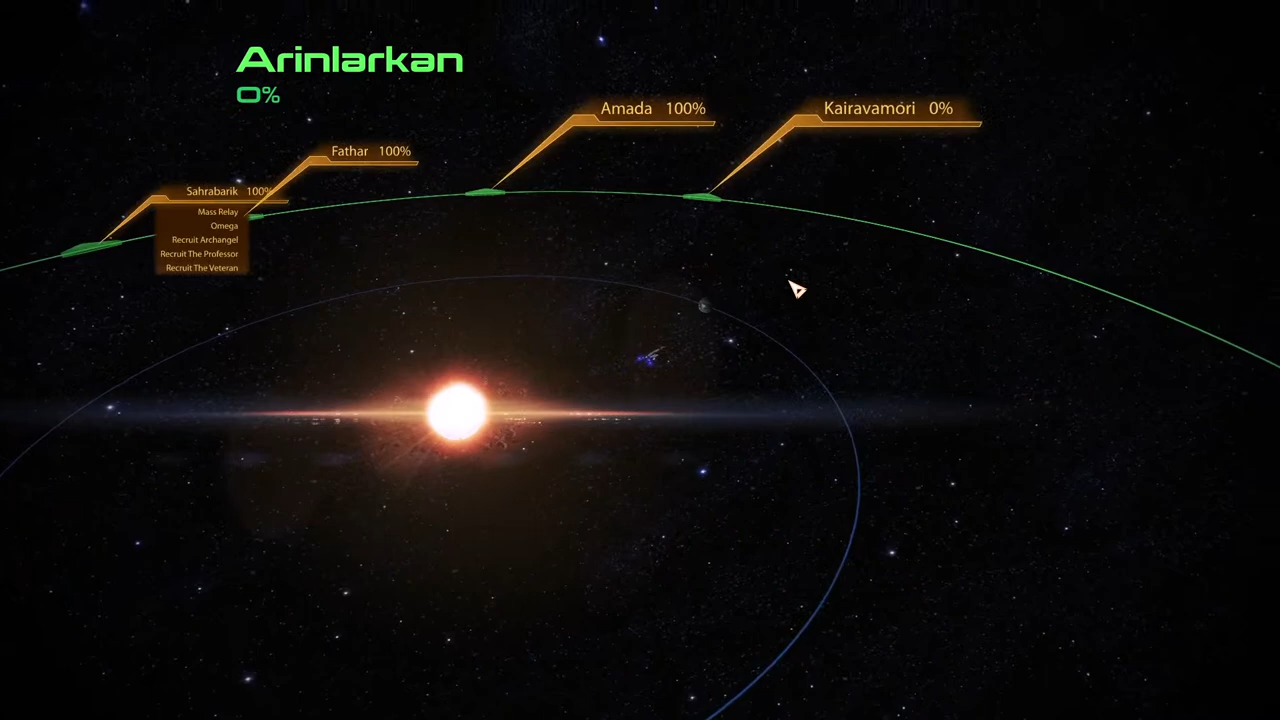 Arinlarkan
0%
Amada 100%
Kairavamori 0%
Fathar 100%
Sahrabarik 100%
Mass Relay
Omega
Recruit Archangel
Recruit The Professor
Recruit The Veteran